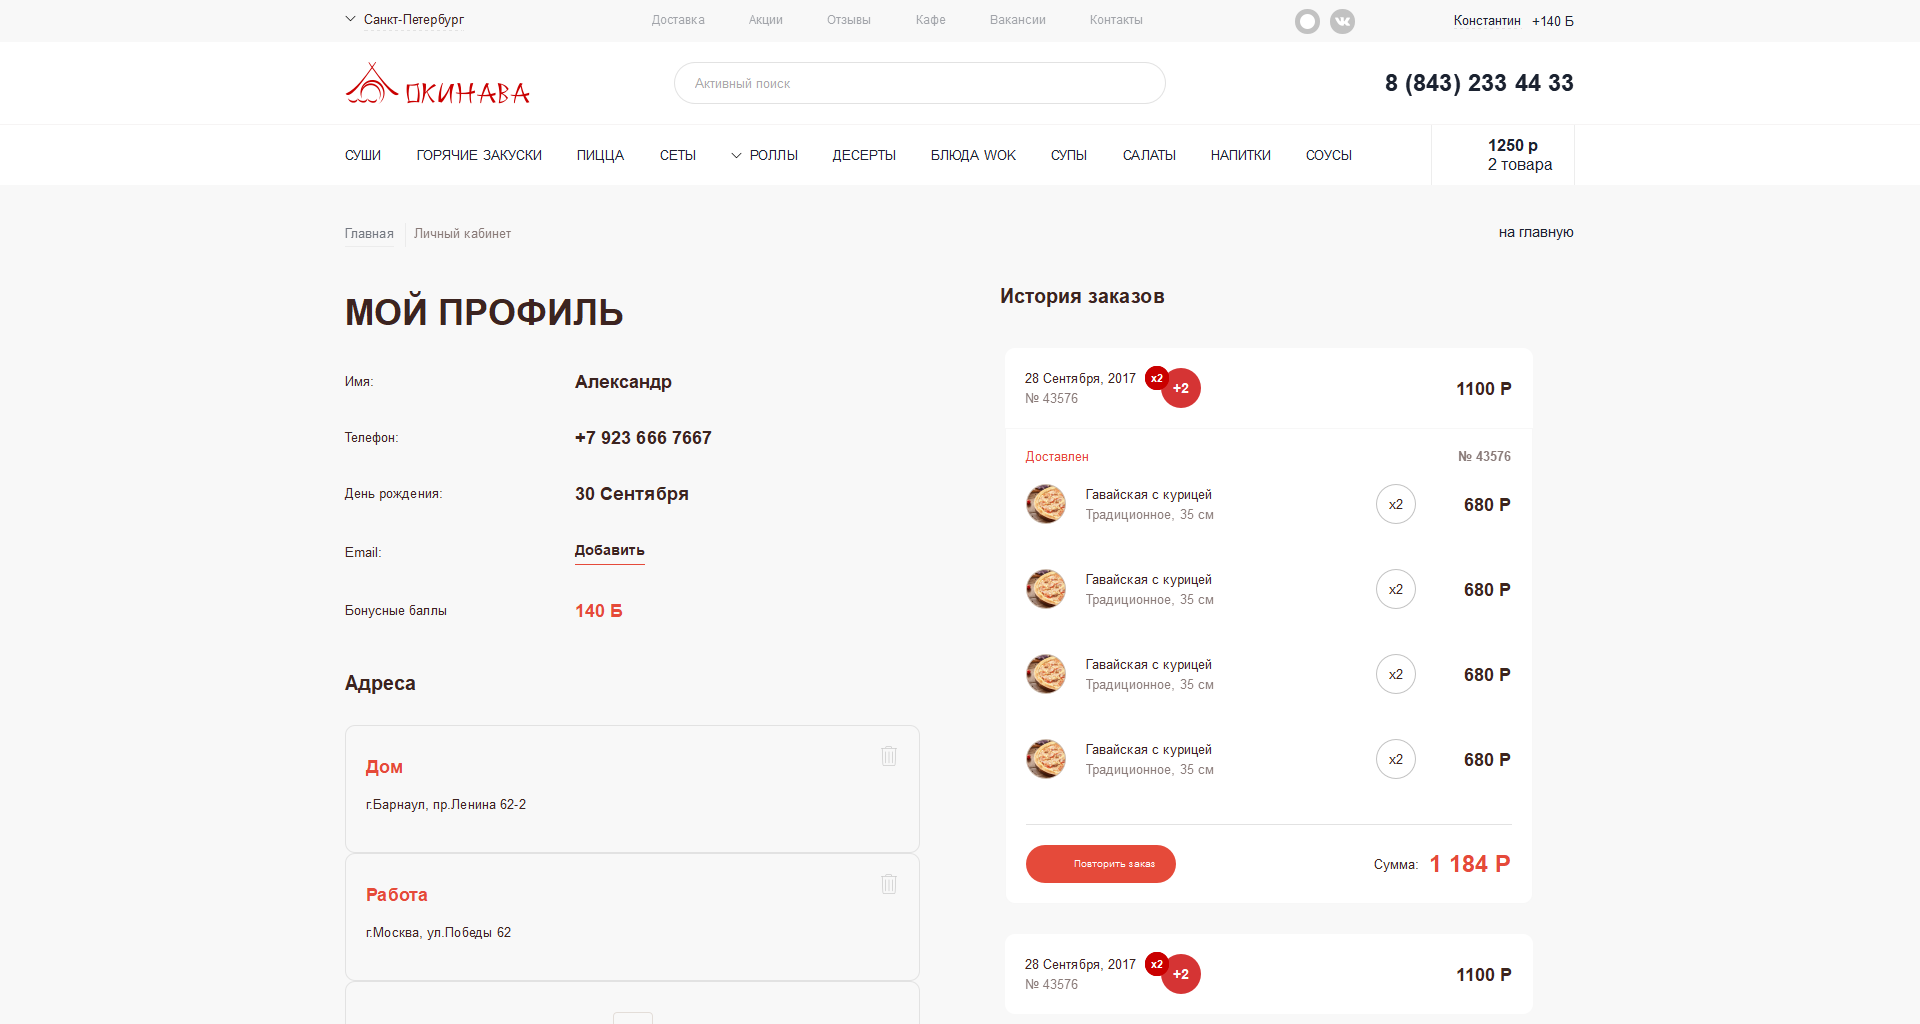 Санкт-Петербург
Доставка Акции Отзывы Кафе Вакансии Контакты
Константин +140 Б
ОКИНАВА
Активный поиск
8 (843) 233 44 33
СУШИ ГОРЯЧИЕ ЗАКУСКИ ПИЦЦА СЕТЫ РОЛЛЫ ДЕСЕРТЫ БЛЮДА WOK СУПЫ САЛАТЫ НАПИТКИ СОУСЫ
1250 р
2 товара
Главная Личный кабинет
на главную
МОЙ ПРОФИЛЬ
Имя: Александр
Телефон: +7 923 666 7667
День рождения: 30 Сентября
Email: Добавить
Бонусные баллы 140 Б
Адреса
Дом
г.Барнаул, пр.Ленина 62-2
Работа
г.Москва, ул.Победы 62
История заказов
28 Сентября, 2017 x2 +2 1100 Р
№ 43576
Доставлен № 43576
Гавайская с курицей x2 680 Р
Традиционное, 35 см
Гавайская с курицей x2 680 Р
Традиционное, 35 см
Гавайская с курицей x2 680 Р
Традиционное, 35 см
Гавайская с курицей x2 680 Р
Традиционное, 35 см
Повторить заказ Сумма: 1 184 Р
28 Сентября, 2017 x2 +2 1100 Р
№ 43576